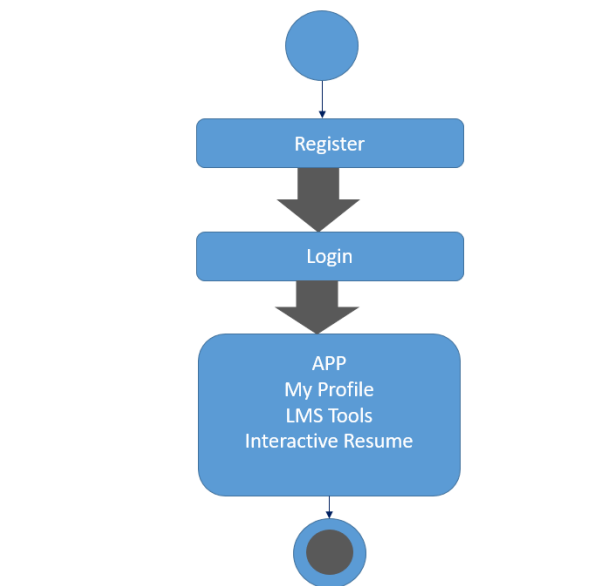 Register
Login
APP
My Profile
LMS Tools
Interactive Resume